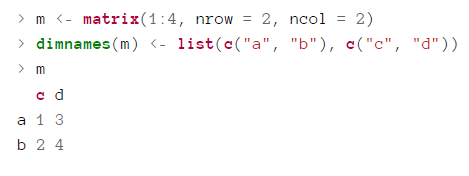 > m <- matrix(1:4, nrow = 2, ncol = 2)
> dimnames(m) <- list(c("a", "b"), c("c", "d"))
> m
  c d
a 1 3
b 2 4